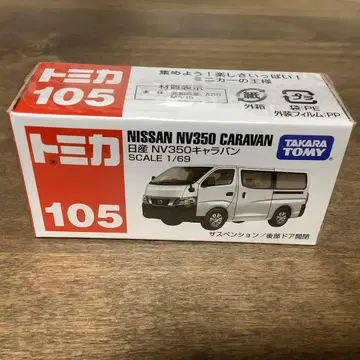 トミカ
105
集めよう！楽しさいっぱい！
ミニカーの王様
材質表示
紙
外箱
プラ
袋:PE
外装フィルム:PP
トミカ
105
NISSAN NV350 CARAVAN
日産 NV350キャラバン
SCALE 1/69
TAKARA
TOMY
サスペンション/後部ドア開閉